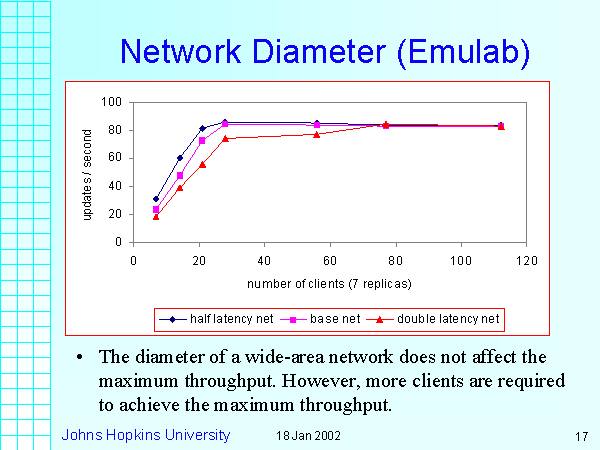 Network Diameter (Emulab)
100
80
60
40
20
0
updates / second
0 20 40 60 80 100 120
number of clients (7 replicas)
half latency net base net double latency net
• The diameter of a wide-area network does not affect the
maximum throughput. However, more clients are required
to achieve the maximum throughput.
Johns Hopkins University 18 Jan 2002 17